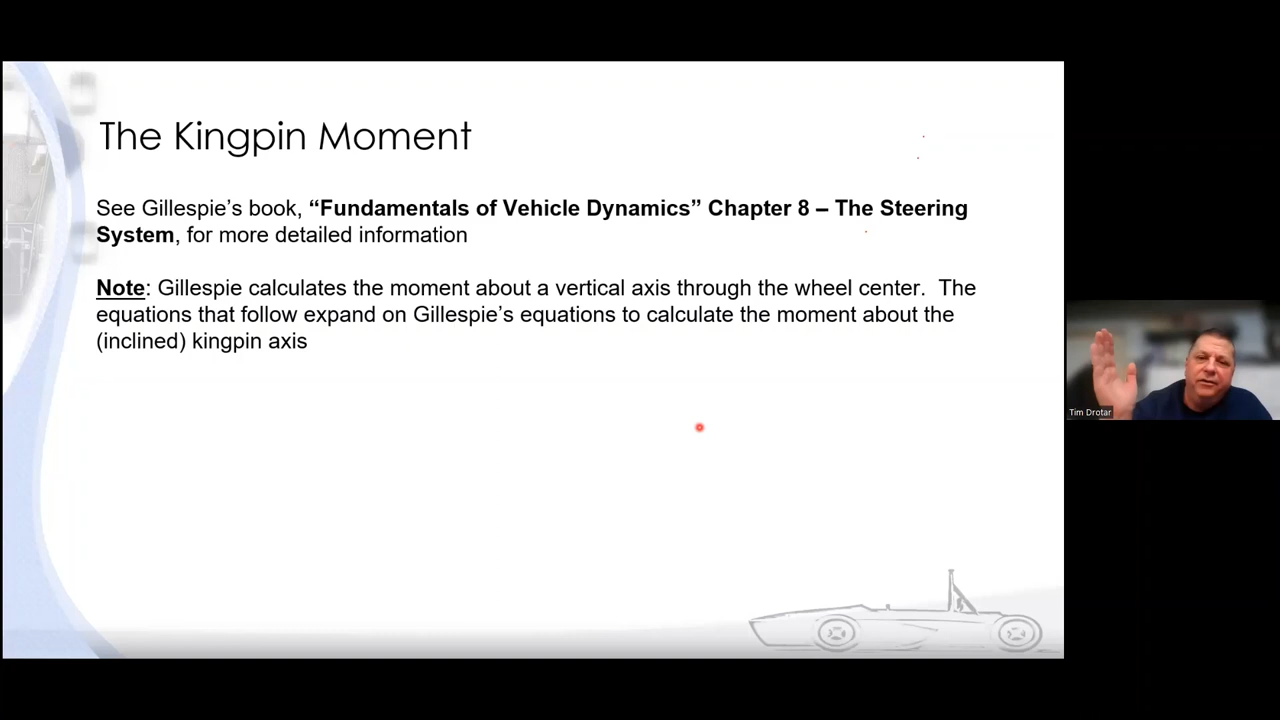 The Kingpin Moment
See Gillespie’s book, “Fundamentals of Vehicle Dynamics” Chapter 8 – The Steering
System, for more detailed information
Note: Gillespie calculates the moment about a vertical axis through the wheel center.  The
equations that follow expand on Gillespie’s equations to calculate the moment about the
(inclined) kingpin axis
Tim Drotar